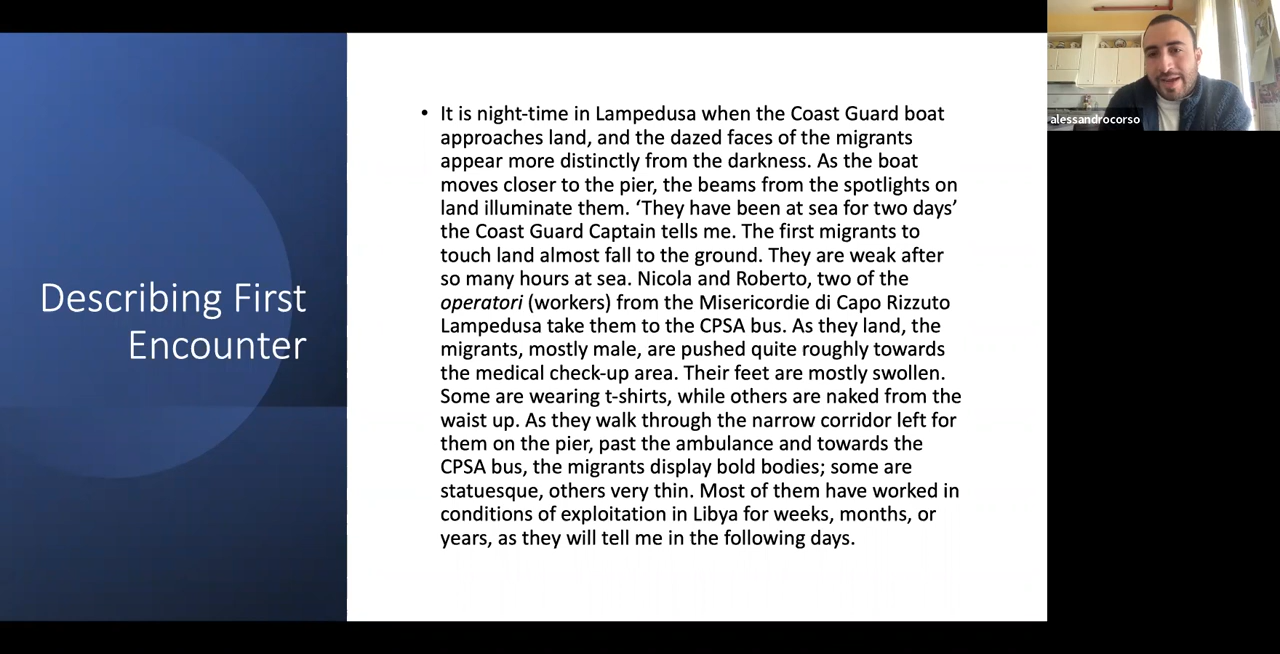 Describing First
Encounter
• It is night-time in Lampedusa when the Coast Guard boat
approaches land, and the dazed faces of the migrants
appear more distinctly from the darkness. As the boat
moves closer to the pier, the beams from the spotlights on
land illuminate them. ‘They have been at sea for two days’
the Coast Guard Captain tells me. The first migrants to
touch land almost fall to the ground. They are weak after
so many hours at sea. Nicola and Roberto, two of the
operatori (workers) from the Misericordie di Capo Rizzuto
Lampedusa take them to the CPSA bus. As they land, the
migrants, mostly male, are pushed quite roughly towards
the medical check-up area. Their feet are mostly swollen.
Some are wearing t-shirts, while others are naked from the
waist up. As they walk through the narrow corridor left for
them on the pier, past the ambulance and towards the
CPSA bus, the migrants display bold bodies; some are
statuesque, others very thin. Most of them have worked in
conditions of exploitation in Libya for weeks, months, or
years, as they will tell me in the following days.
alessandrocorso